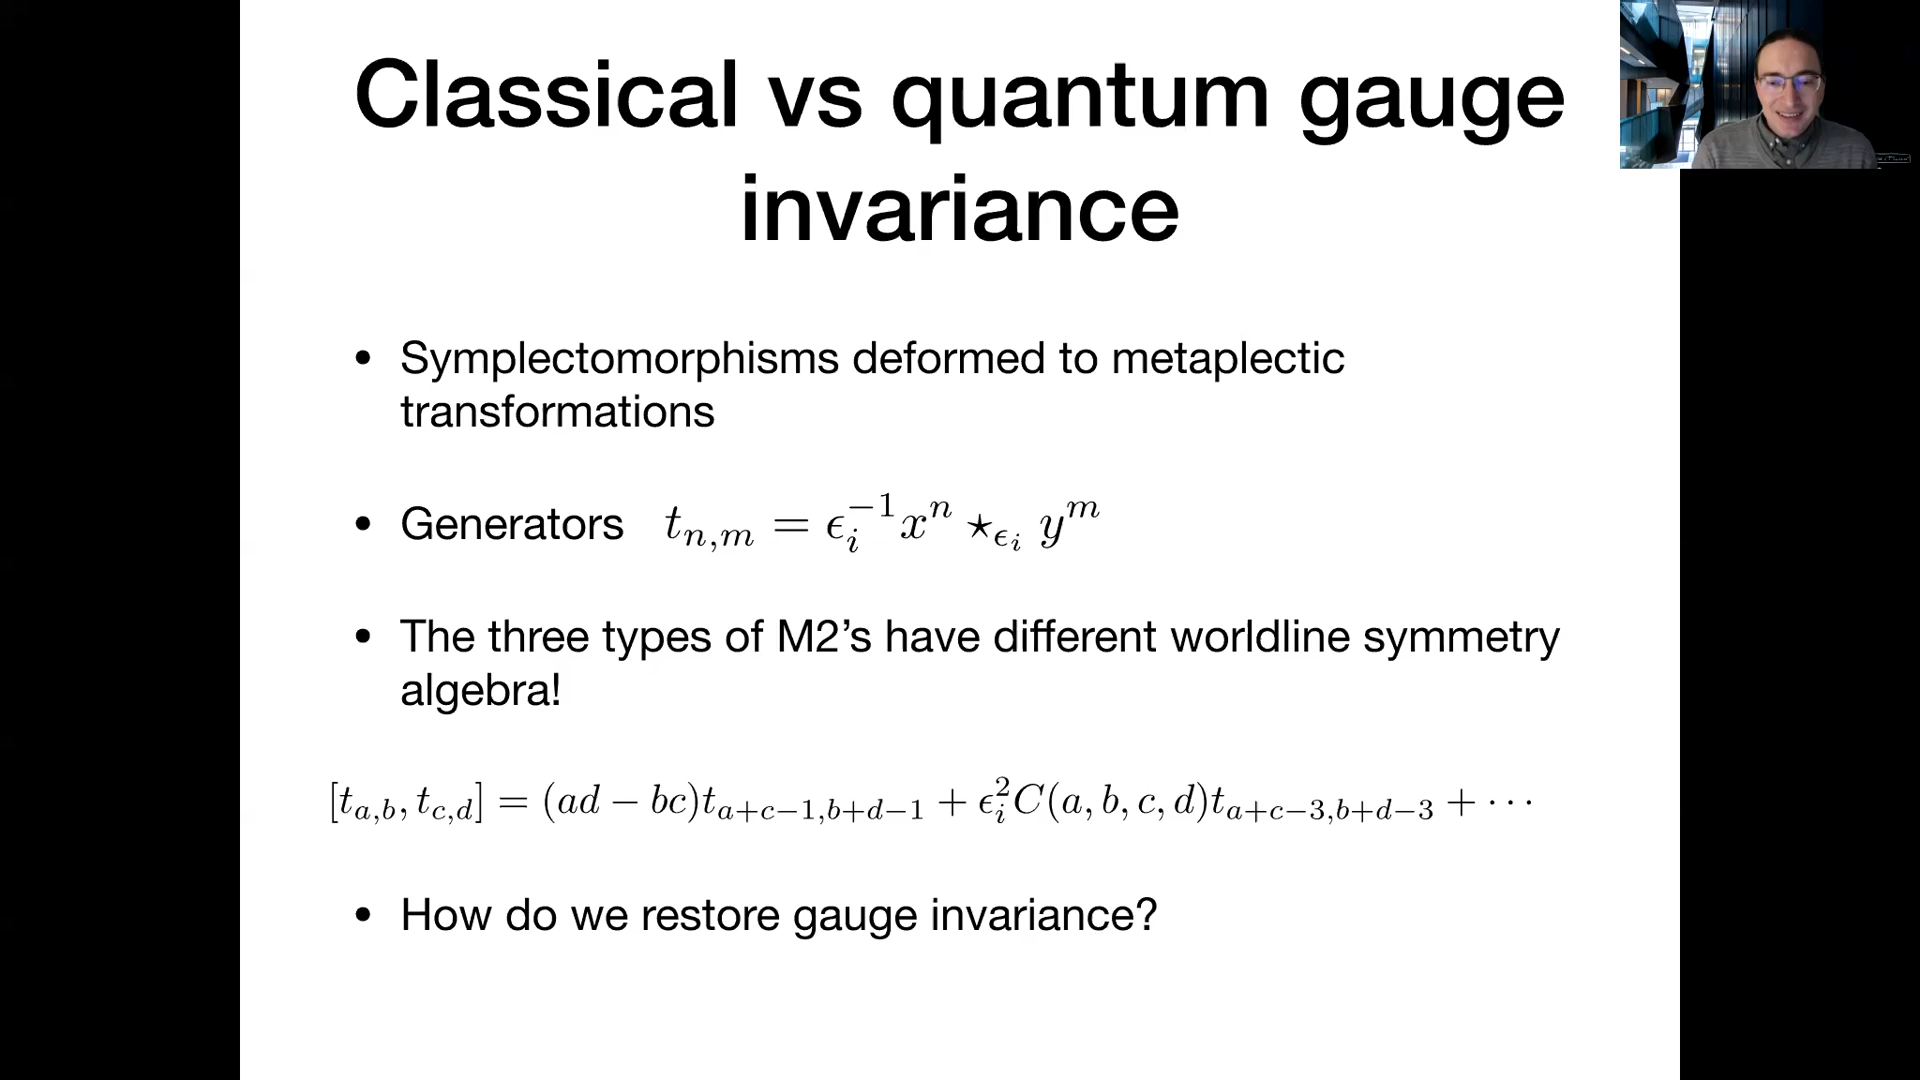 Classical vs quantum gauge
invariance
• Symplectomorphisms deformed to metaplectic
transformations
• Generators $t_{n,m} = \epsilon_i^{-1} x^n \star_{\epsilon_i} y^m$
• The three types of M2’s have different worldline symmetry
algebra!
$[t_{a,b}, t_{c,d}] = (ad - bc)t_{a+c-1,b+d-1} + \epsilon_i^2 C(a, b, c, d)t_{a+c-3,b+d-3} + \cdots$
• How do we restore gauge invariance?